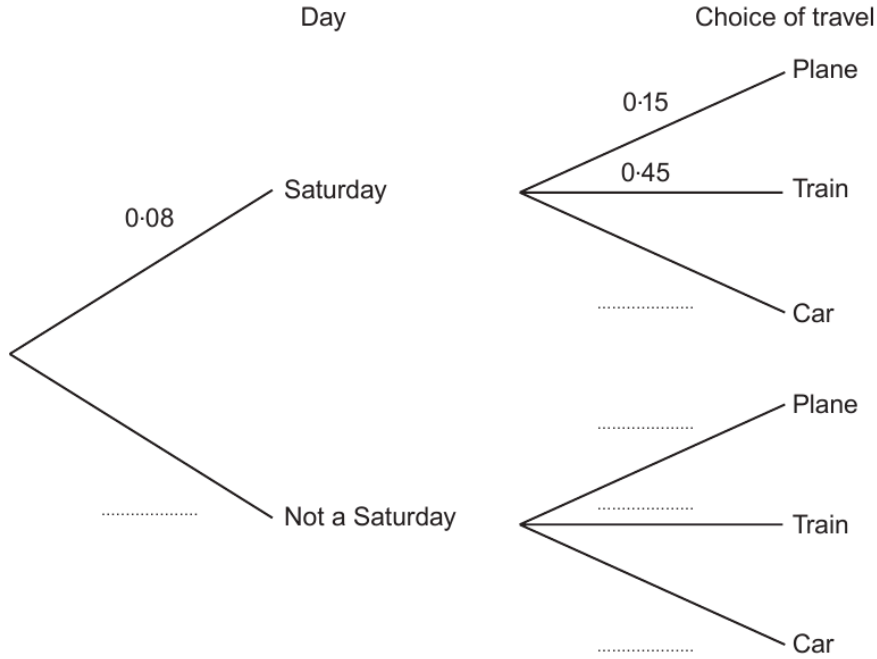 Day
Choice of travel
Plane
0·15
0·45
Saturday
Train
0·08
Car
Plane
Not a Saturday
Train
Car